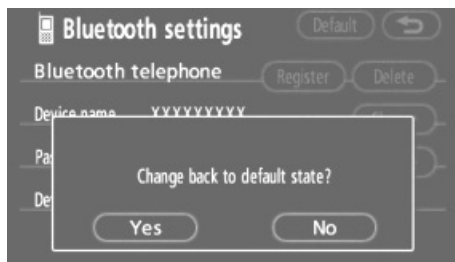 Bluetooth settings
Default
Bluetooth telephone
Register
Delete
Device name XXXXXXXXX
Change back to default state?
Yes
No